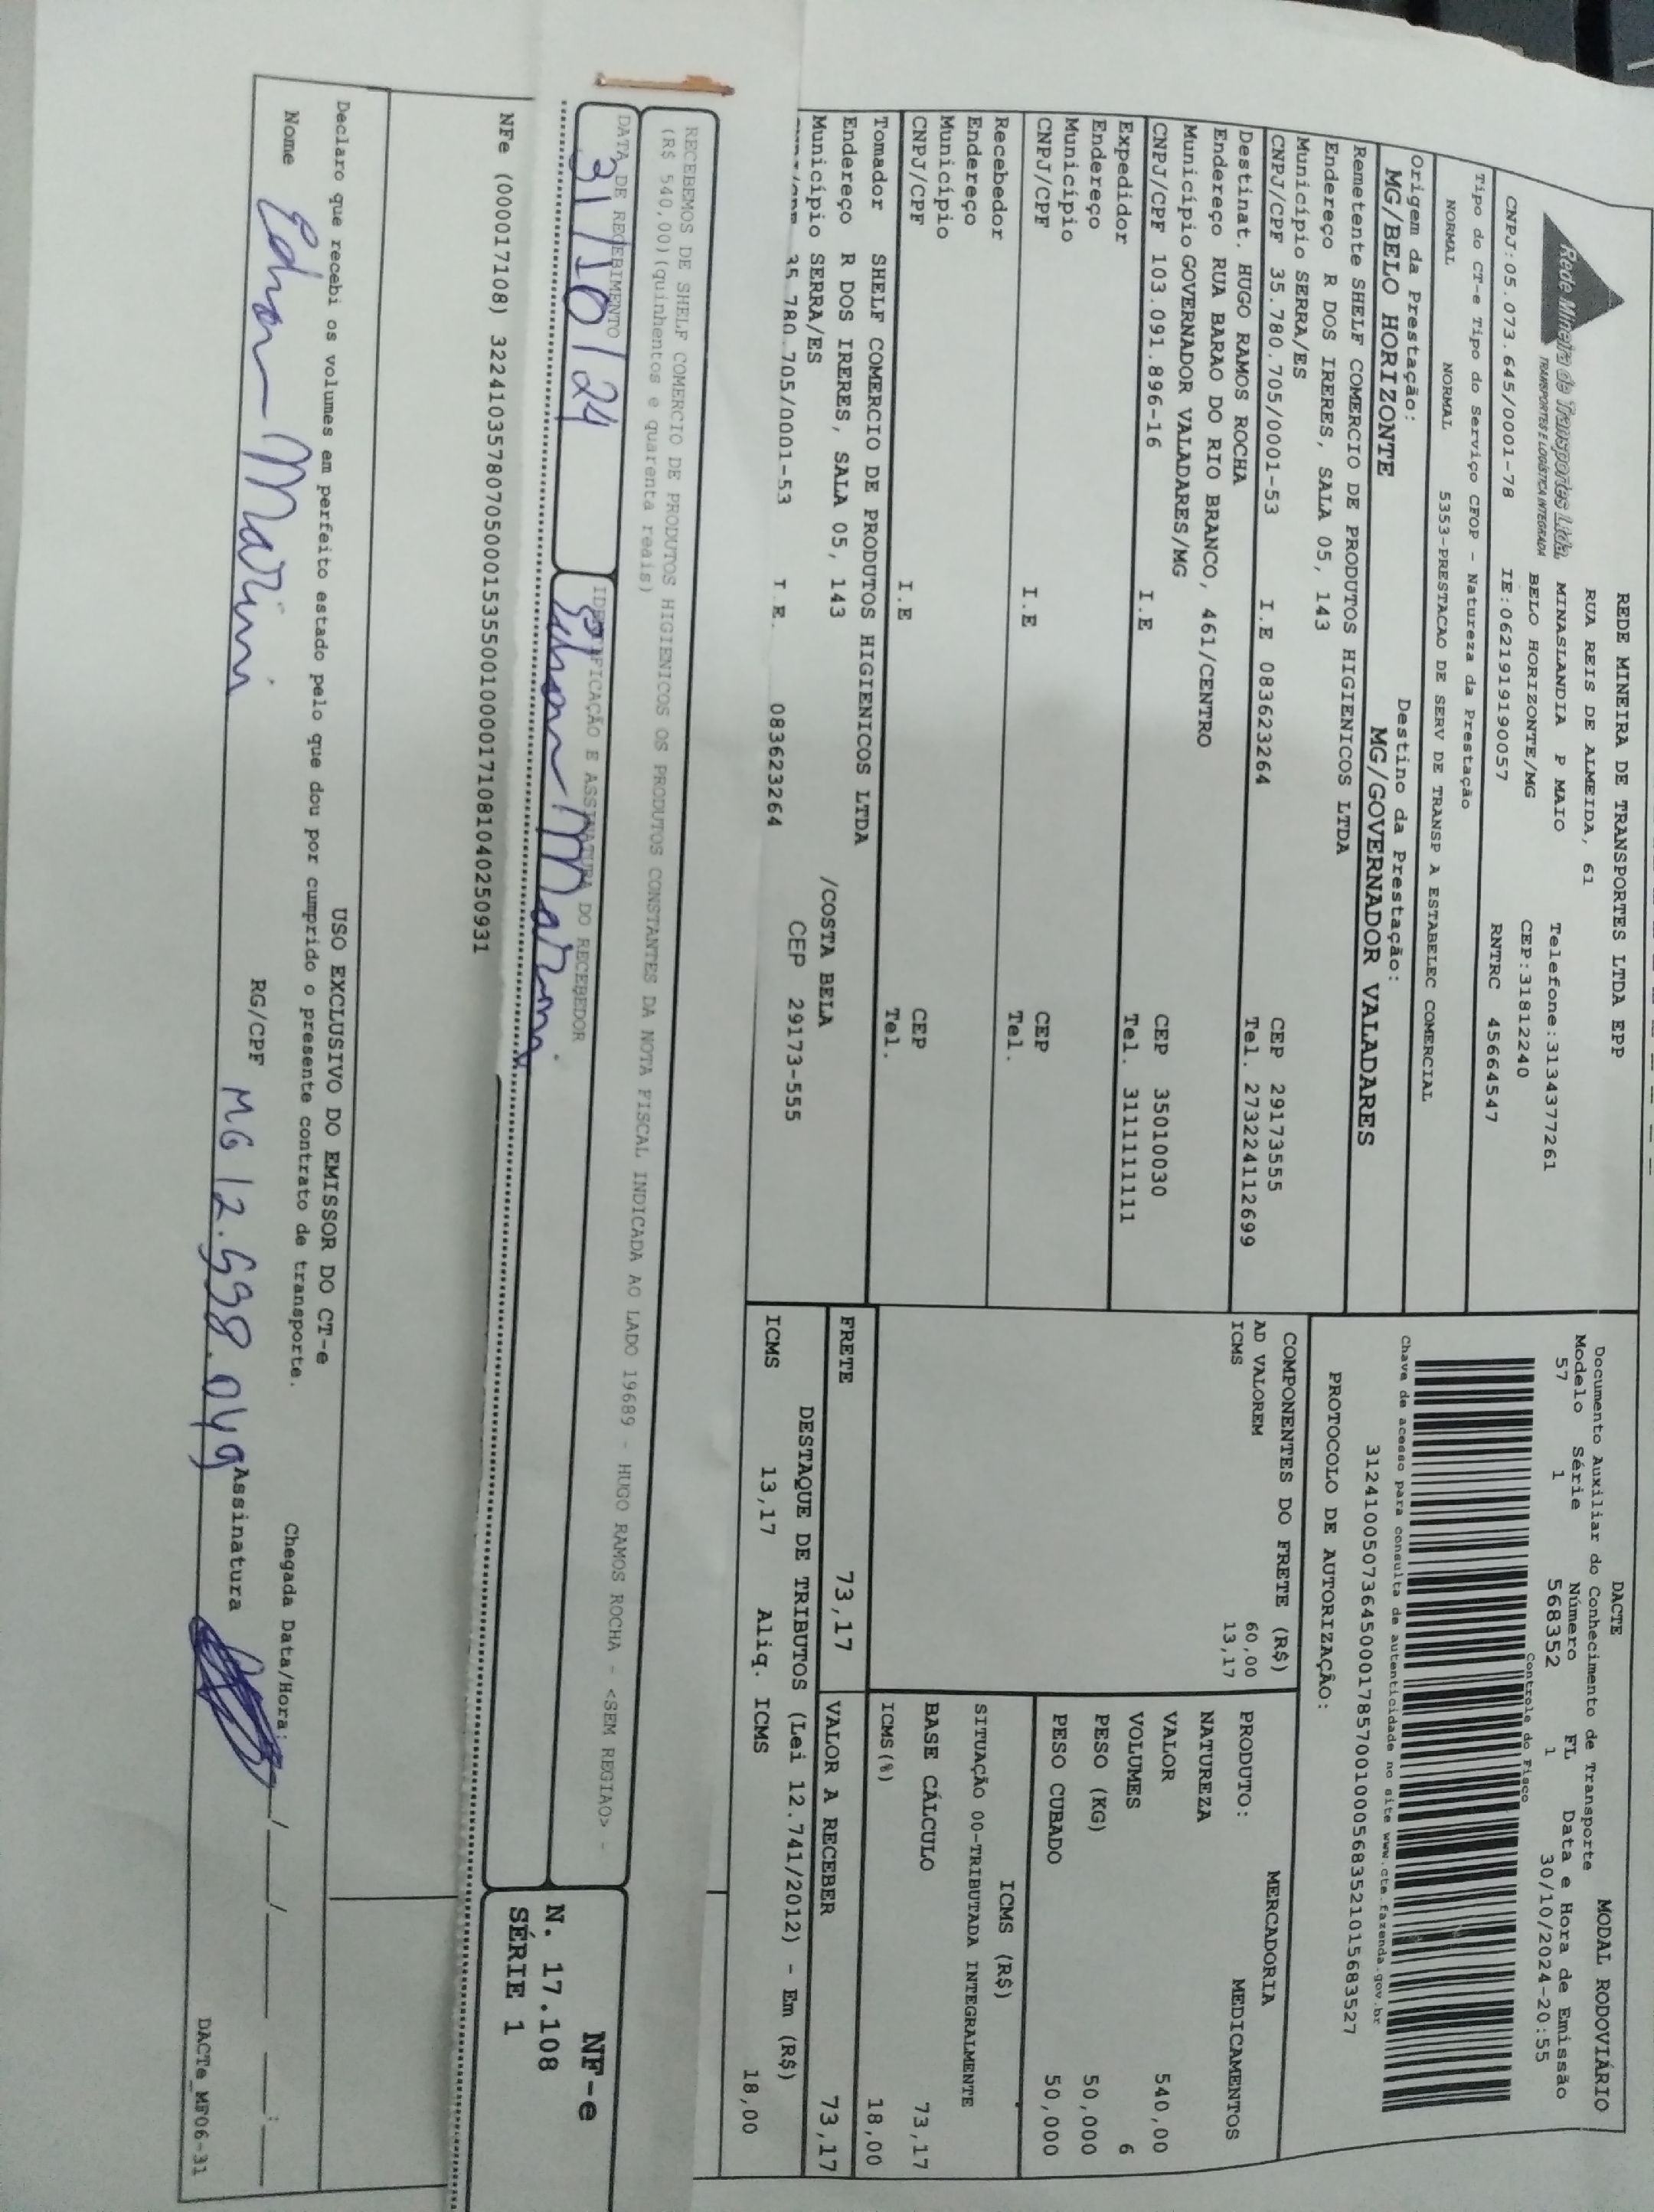 Rede Mineira de Transportes Ltda.
TRANSPORTES E LOGÍSTICA INTEGRADA
REDE MINEIRA DE TRANSPORTES LTDA EPP
RUA REIS DE ALMEIDA, 61
MINASLANDIA P MAIO Telefone:3134377261
BELO HORIZONTE/MG CEP:31812240
CNPJ:05.073.645/0001-78 IE:0621919190057 RNTRC 45664547
Tipo do CT-e Tipo do Serviço CFOP - Natureza da Prestação
NORMAL NORMAL 5353-PRESTACAO DE SERV DE TRANSP A ESTABELEC COMERCIAL
Origem da Prestação: Destino da Prestação:
MG/BELO HORIZONTE MG/GOVERNADOR VALADARES
Remetente SHELF COMERCIO DE PRODUTOS HIGIENICOS LTDA
Endereço R DOS IRERES, SALA 05, 143
Município SERRA/ES CEP 29173555
CNPJ/CPF 35.780.705/0001-53 I.E 083623264 Tel. 273224112699
Destinat. HUGO RAMOS ROCHA
Endereço RUA BARAO DO RIO BRANCO, 461/CENTRO
Município GOVERNADOR VALADARES/MG CEP 35010030
CNPJ/CPF 103.091.896-16 I.E Tel. 3111111111
Expedidor
Endereço
Município CEP
CNPJ/CPF I.E Tel.
Recebedor
Endereço
Município CEP
CNPJ/CPF I.E Tel.
Tomador SHELF COMERCIO DE PRODUTOS HIGIENICOS LTDA
Endereço R DOS IRERES, SALA 05, 143 /COSTA BELA
Município SERRA/ES CEP 29173-555
CNPJ/CPF 35.780.705/0001-53 I.E. 083623264
DACTE MODAL RODOVIÁRIO
Documento Auxiliar do Conhecimento de Transporte
Modelo Série Número FL Data e Hora de Emissão
57 1 568352 1 30/10/2024-20:55
Controle do Fisco
Chave de acesso para consulta de autenticidade no site www.cte.fazenda.gov.br
31241005073645000178570010005683521015683527
PROTOCOLO DE AUTORIZAÇÃO:
COMPONENTES DO FRETE (R$)
AD VALOREM 60,00
ICMS 13,17
MERCADORIA
PRODUTO: MEDICAMENTOS
NATUREZA
VALOR 540,00
VOLUMES 6
PESO (KG) 50,000
PESO CUBADO 50,000
ICMS (R$)
SITUAÇÃO 00-TRIBUTADA INTEGRALMENTE
BASE CÁLCULO 73,17
ICMS(%) 18,00
FRETE 73,17 VALOR A RECEBER 73,17
DESTAQUE DE TRIBUTOS (Lei 12.741/2012) - Em (R$)
ICMS 13,17 Aliq. ICMS 18,00
RECEBEMOS DE SHELF COMERCIO DE PRODUTOS HIGIENICOS OS PRODUTOS CONSTANTES DA NOTA FISCAL INDICADA AO LADO 19689 - HUGO RAMOS ROCHA - <SEM REGIAO> -
(R$ 540,00)(quinhentos e quarenta reais)
DATA DE RECEBIMENTO IDENTIFICAÇÃO E ASSINATURA DO RECEBEDOR
31/10/24 Edson Marini
NF-e
N. 17.108
SÉRIE 1
NFe (000017108) 32241035780705000153550010000171081040250931
USO EXCLUSIVO DO EMISSOR DO CT-e
Declaro que recebi os volumes em perfeito estado pelo que dou por cumprido o presente contrato de transporte.
Chegada Data/Hora:
Nome Edson Marini RG/CPF MG 12.698.049 Assinatura
DACTe_MF06-31